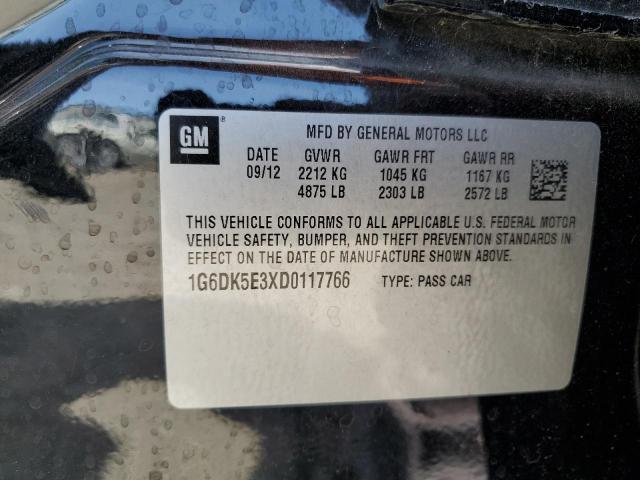 GM ®
MFD BY GENERAL MOTORS LLC
DATE GVWR GAWR FRT GAWR RR
09/12 2212 KG 1045 KG 1167 KG
4875 LB 2303 LB 2572 LB
THIS VEHICLE CONFORMS TO ALL APPLICABLE U.S. FEDERAL MOTOR
VEHICLE SAFETY, BUMPER, AND THEFT PREVENTION STANDARDS IN
EFFECT ON THE DATE OF MANUFACTURE SHOWN ABOVE.
1G6DK5E3XD0117766 TYPE: PASS CAR